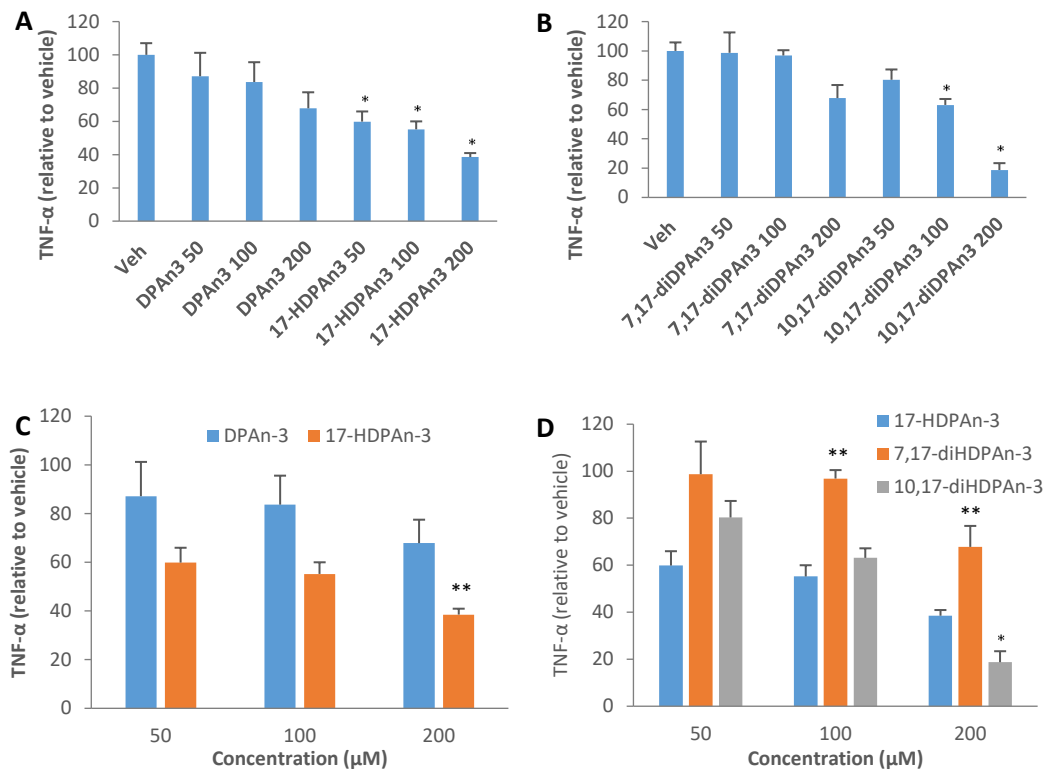 A
TNF-α (relative to vehicle)
120
100
80
60
40
20
0
*
*
*
Veh
DPAn3 50
DPAn3 100
DPAn3 200
17-HDPAn3 50
17-HDPAn3 100
17-HDPAn3 200
B
TNF-α (relative to vehicle)
120
100
80
60
40
20
0
*
*
Veh
7,17-diDPAn3 50
7,17-diDPAn3 100
7,17-diDPAn3 200
10,17-diDPAn3 50
10,17-diDPAn3 100
10,17-diDPAn3 200
C
TNF-α (relative to vehicle)
120
100
80
60
40
20
0
DPAn-3 17-HDPAn-3
**
50 100 200
Concentration (µM)
D
TNF-α (relative to vehicle)
120
100
80
60
40
20
0
17-HDPAn-3
7,17-diHDPAn-3
10,17-diHDPAn-3
**
**
*
50 100 200
Concentration (µM)